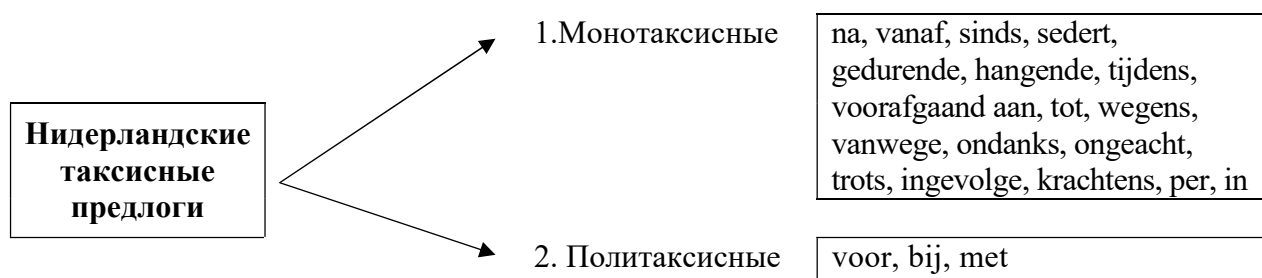 1.Монотаксисные
na, vanaf, sinds, sedert,
gedurende, hangende, tijdens,
voorafgaand aan, tot, wegens,
vanwege, ondanks, ongeacht,
trots, ingevolge, krachtens, per, in
Нидерландские
таксисные
предлоги
2. Политаксисные
voor, bij, met